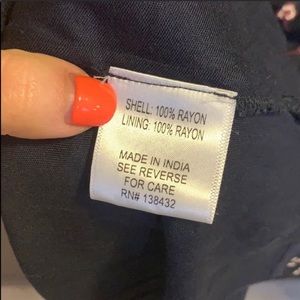 SHELL: 100% RAYON
LINING: 100% RAYON
MADE IN INDIA
SEE REVERSE
FOR CARE
RN# 138432